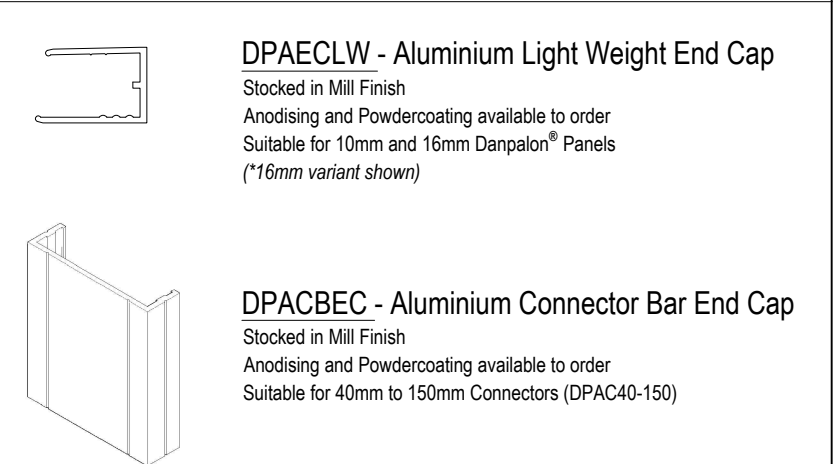 DPAECLW - Aluminium Light Weight End Cap
Stocked in Mill Finish
Anodising and Powdercoating available to order
Suitable for 10mm and 16mm Danpalon® Panels
(*16mm variant shown)
DPACBEC - Aluminium Connector Bar End Cap
Stocked in Mill Finish
Anodising and Powdercoating available to order
Suitable for 40mm to 150mm Connectors (DPAC40-150)